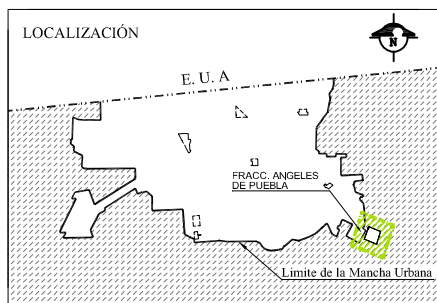 LOCALIZACIÓN
N
E. U. A
FRACC. ANGELES
DE PUEBLA
Limite de la Mancha Urbana